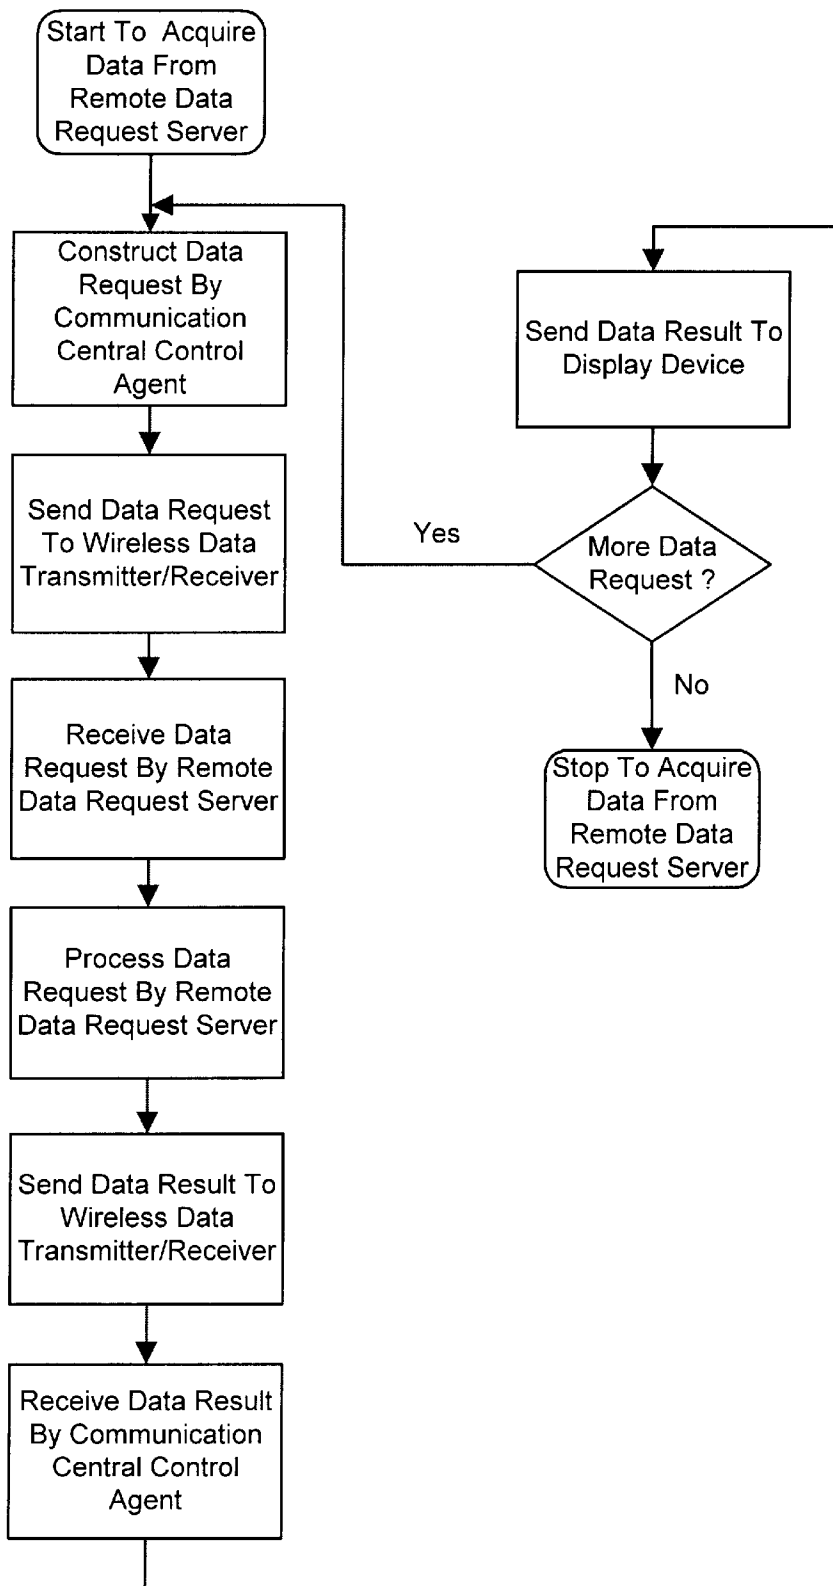 Start To Acquire
Data From
Remote Data
Request Server
Construct Data
Request By
Communication
Central Control
Agent
Send Data Request
To Wireless Data
Transmitter/Receiver
Receive Data
Request By Remote
Data Request Server
Process Data
Request By Remote
Data Request Server
Send Data Result To
Wireless Data
Transmitter/Receiver
Receive Data Result
By Communication
Central Control
Agent
Send Data Result To
Display Device
More Data
Request ?
Yes
No
Stop To Acquire
Data From
Remote Data
Request Server